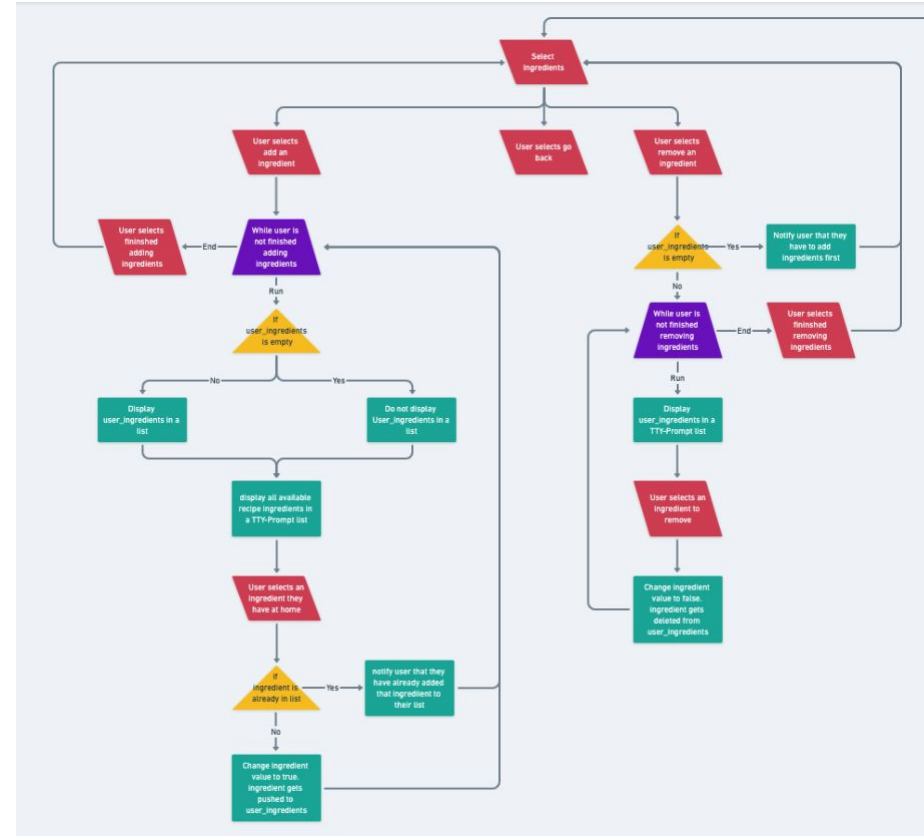 Select
Ingredients
User selects
add an
ingredient
User selects go
back
User selects
remove an
ingredient
User selects
fininshed
adding
ingredients
End
While user is
not finished
adding
ingredients
If
user_ingredients
is empty
Yes
Notify user that they
have to add
ingredients first
Run
No
If
user_ingredients
is empty
While user is
not finished
removing
ingredients
End
User selects
fininshed
removing
ingredients
No
Yes
Run
Display
user_ingredients in a
list
Do not display
User_ingredients in a
list
Display
user_ingredients in a
TTY-Prompt list
display all available
recipe ingredients in
a TTY-Prompt list
User selects an
ingredient to
remove
User selects an
ingredient they
have at home
Change ingredient
value to false.
ingredient gets
deleted from
user_ingredients
If
ingredient is
already in list
Yes
notify user that they
have already added
that ingredient to
their list
No
Change ingredient
value to true.
ingredient gets
pushed to
user_ingredients